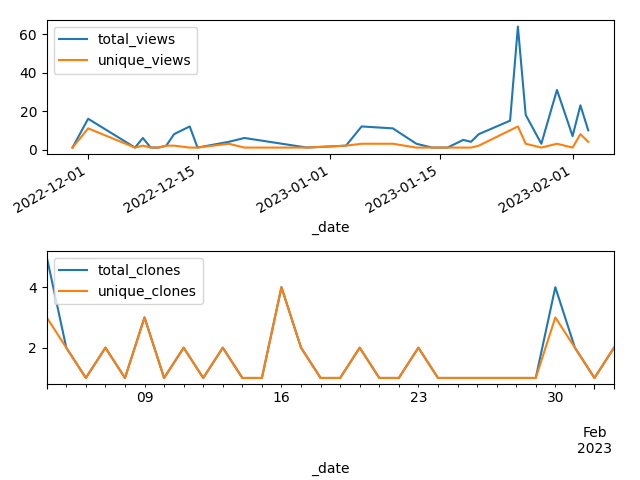 60
40
20
0
total_views
unique_views
2022-12-01
2022-12-15
2023-01-01
2023-01-15
2023-02-01
_date
4
2
total_clones
unique_clones
09
16
23
30
Feb
2023
_date